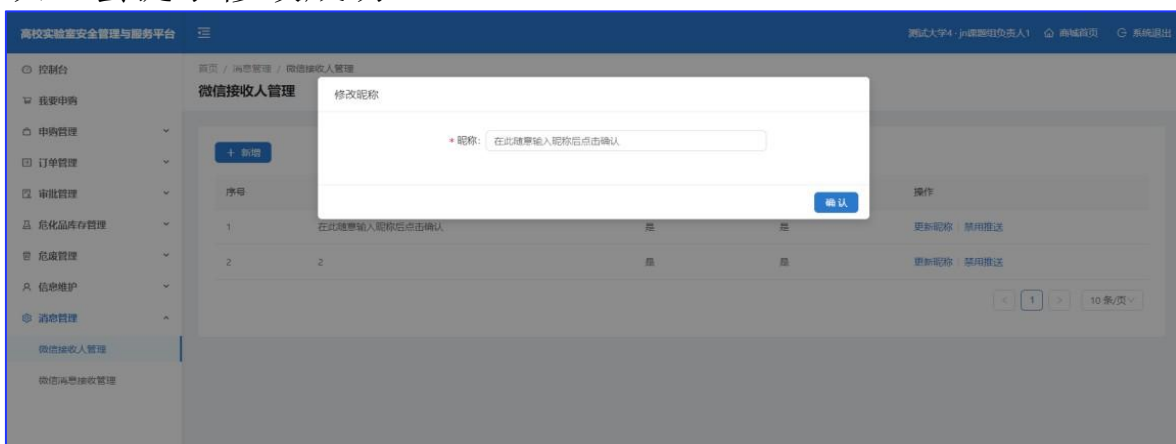 高校实验室安全管理与服务平台
测试大学4 · jn课题组负责人1 商城首页 系统退出
控制台
首页 / 消息管理 / 微信接收人管理
我要申购
微信接收人管理
修改昵称
申购管理
* 昵称: 在此随意输入昵称后点击确认
订单管理
+ 新增
审批管理
序号
操作
确 认
危化品库存管理
1 在此随意输入昵称后点击确认 是 是 更新昵称 禁用推送
危废管理
2 2 是 是 更新昵称 禁用推送
信息维护
< 1 > 10 条/页
消息管理
微信接收人管理
微信消息接收管理